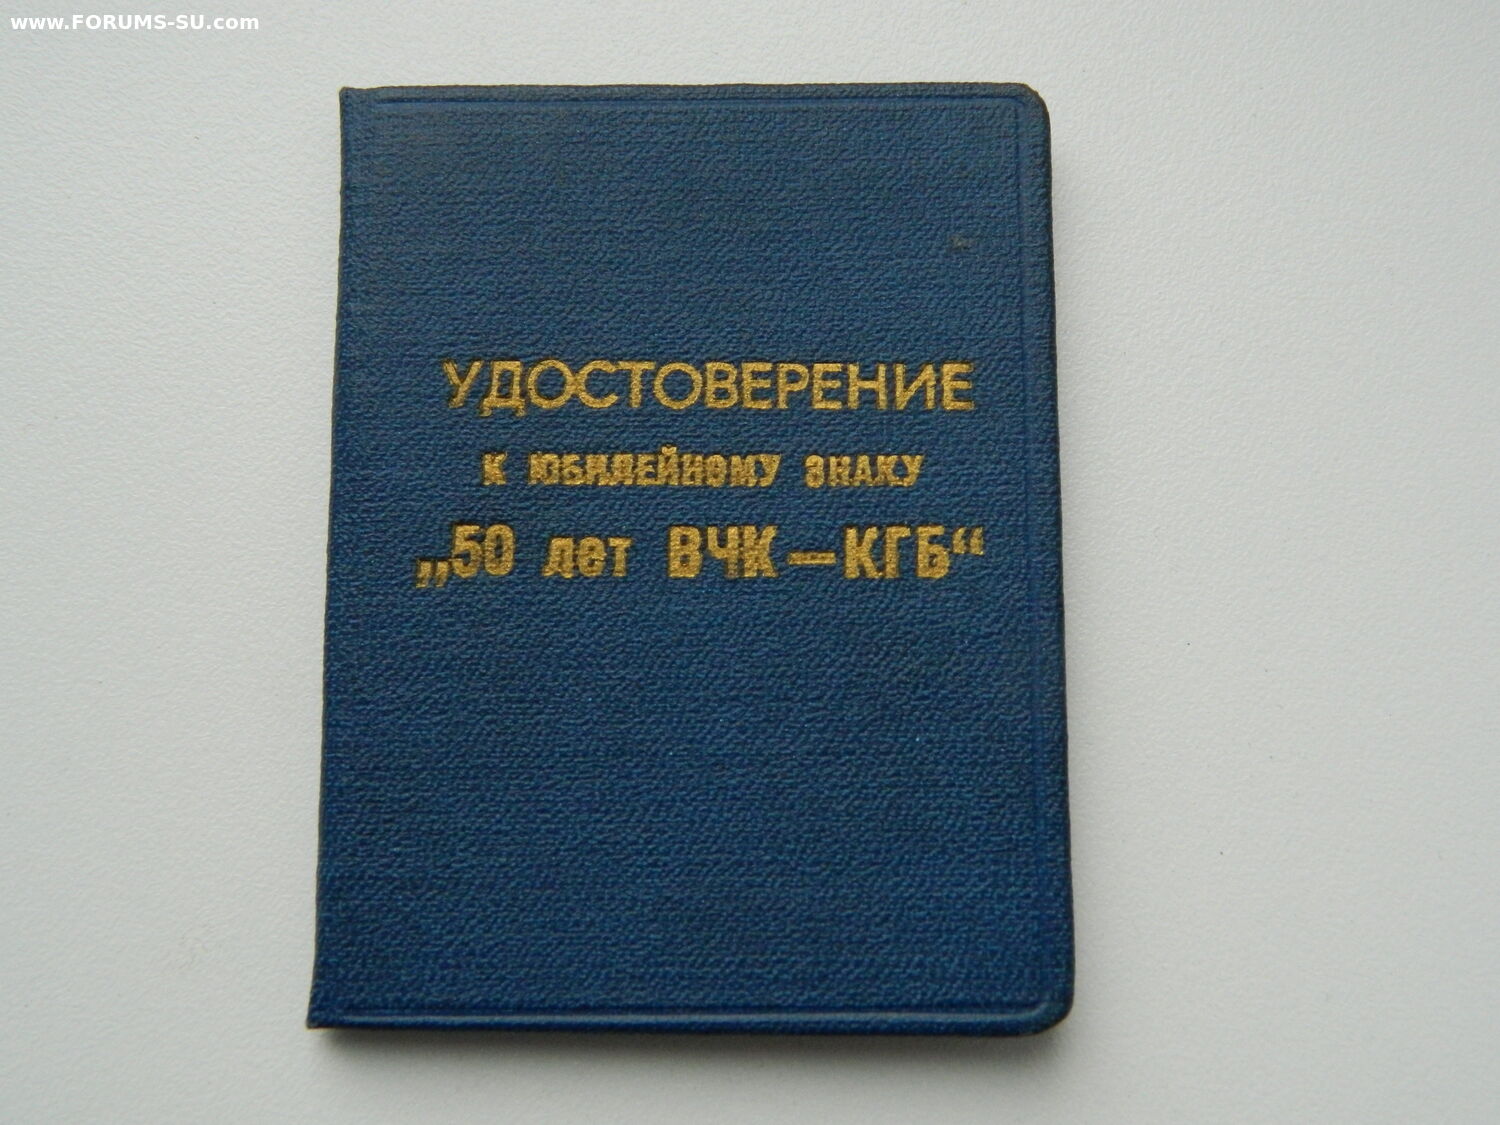 www.FORUMS-SU.com
УДОСТОВЕРЕНИЕ
К ЮБИЛЕЙНОМУ ЗНАКУ
„50 лет ВЧК—КГБ“